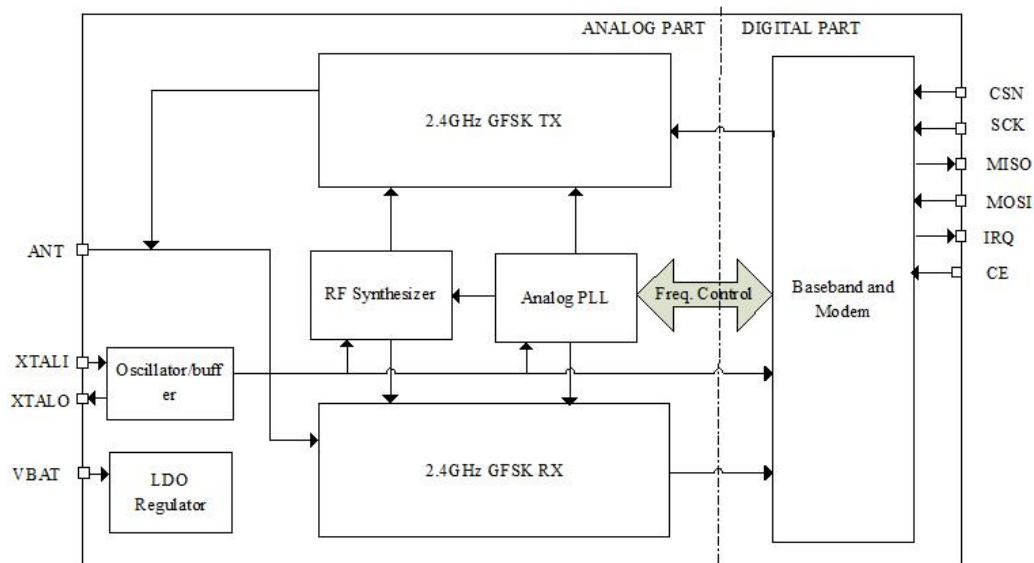 ANALOG PART
DIGITAL PART
2.4GHz GFSK TX
CSN
SCK
MISO
MOSI
IRQ
CE
ANT
RF Synthesizer
Analog PLL
Freq. Control
Baseband and
Modem
XTALI
XTALO
Oscillator/buff
er
VBAT
LDO
Regulator
2.4GHz GFSK RX